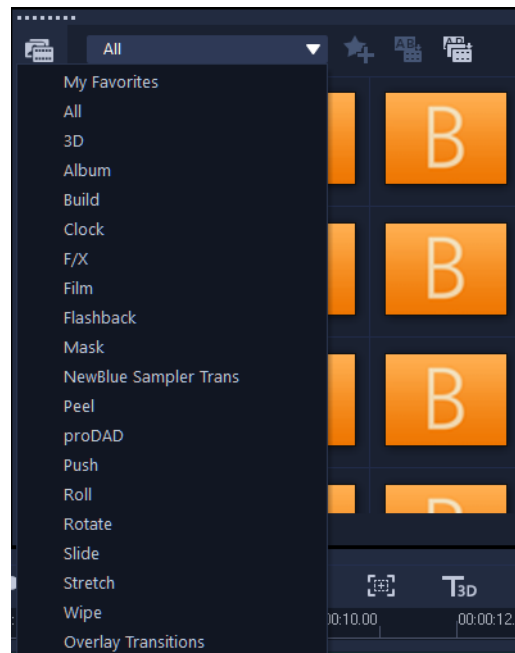 All
My Favorites
All
3D
Album
Build
Clock
F/X
Film
Flashback
Mask
NewBlue Sampler Trans
Peel
proDAD
Push
Roll
Rotate
Slide
Stretch
Wipe
Overlay Transitions
B
B
B
T3D
00:10.00
00:00:12.